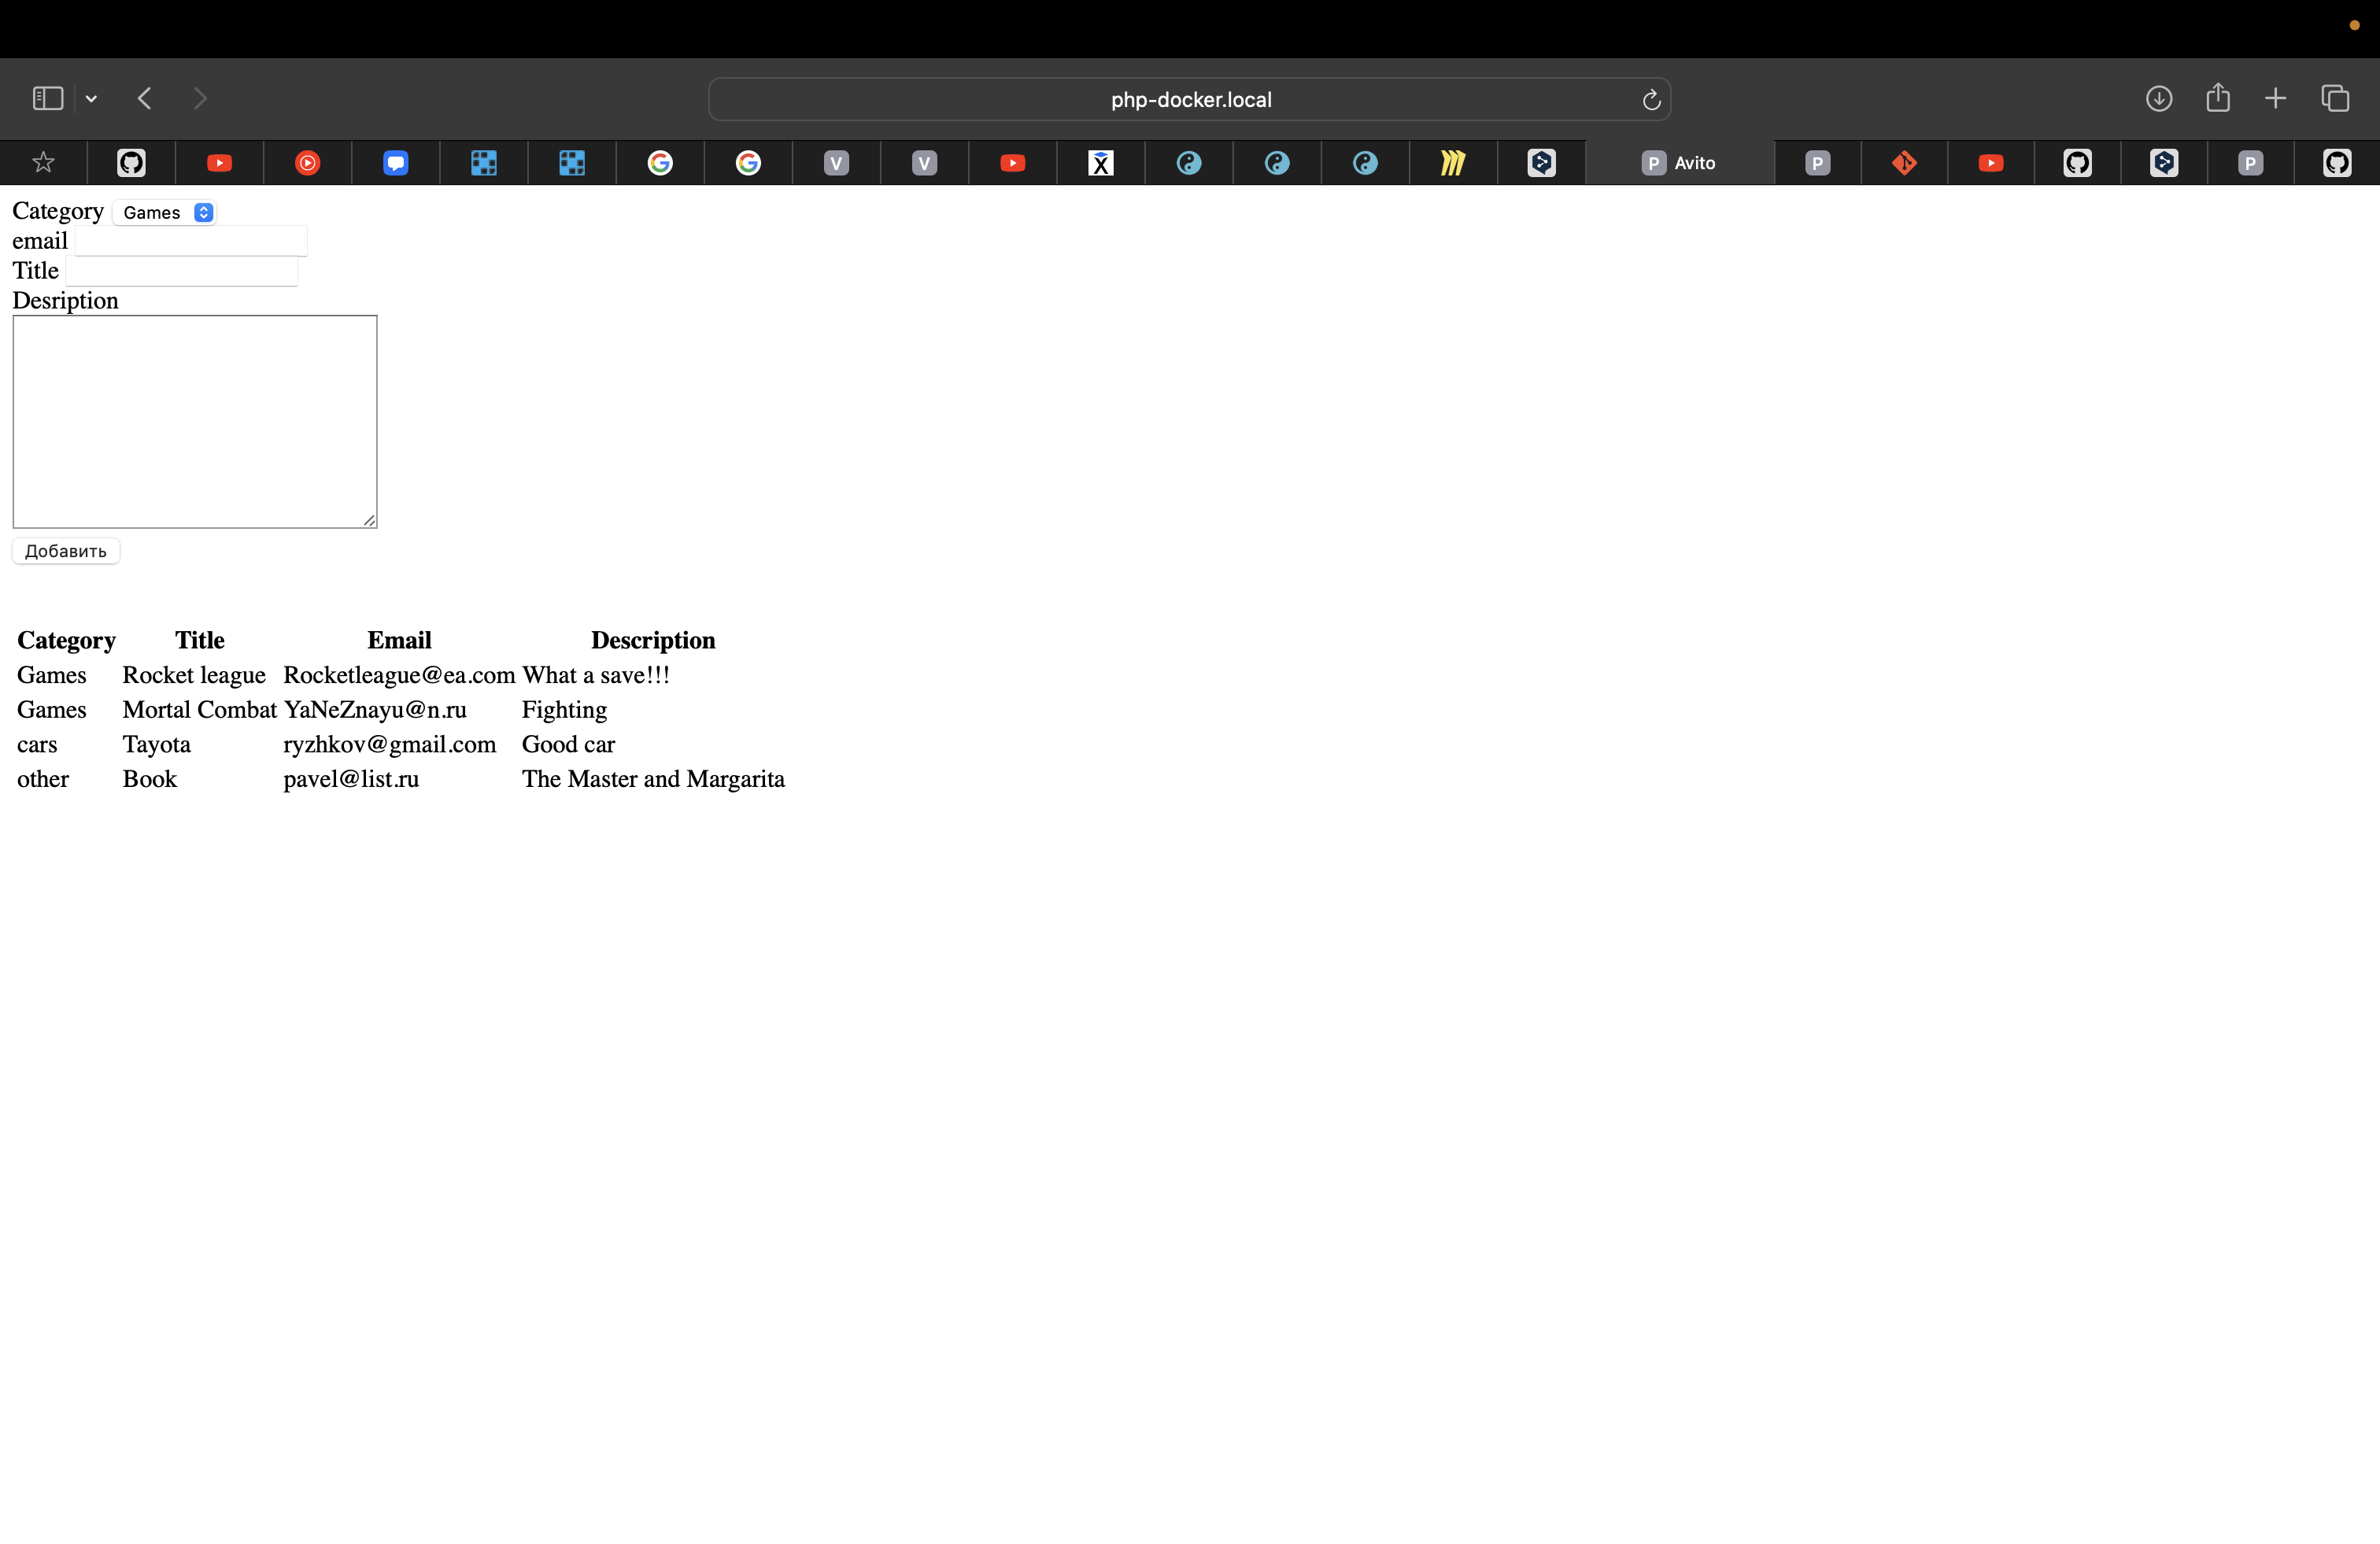 php-docker.local
V V X P Avito P P
Category Games
email
Title
Desription
Добавить
Category Title Email Description
Games Rocket league Rocketleague@ea.com What a save!!!
Games Mortal Combat YaNeZnayu@n.ru Fighting
cars Tayota ryzhkov@gmail.com Good car
other Book pavel@list.ru The Master and Margarita